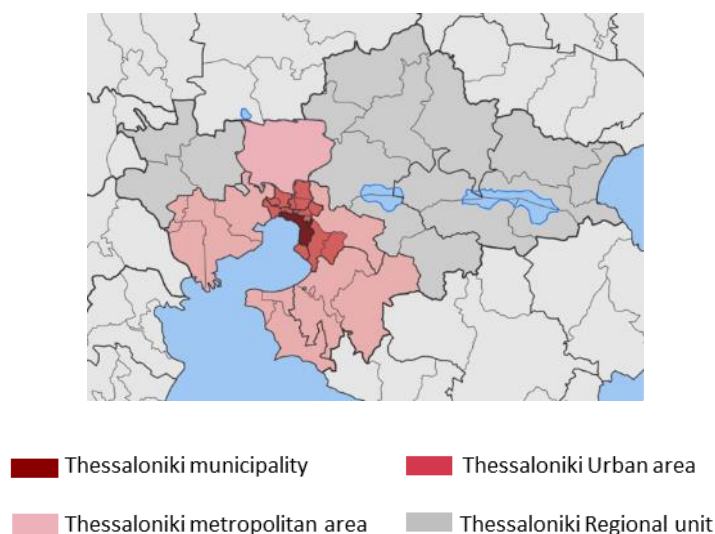 Thessaloniki municipality
Thessaloniki Urban area
Thessaloniki metropolitan area
Thessaloniki Regional unit